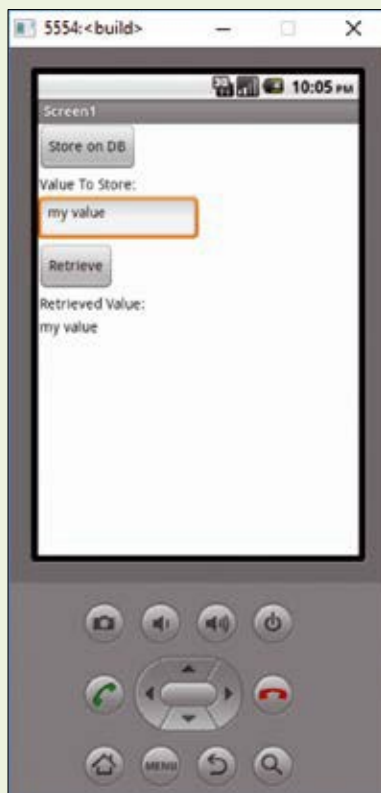 5554:<build>
3G 10:05 PM
Screen1
Store on DB
Value To Store:
my value
Retrieve
Retrieved Value:
my value
MENU